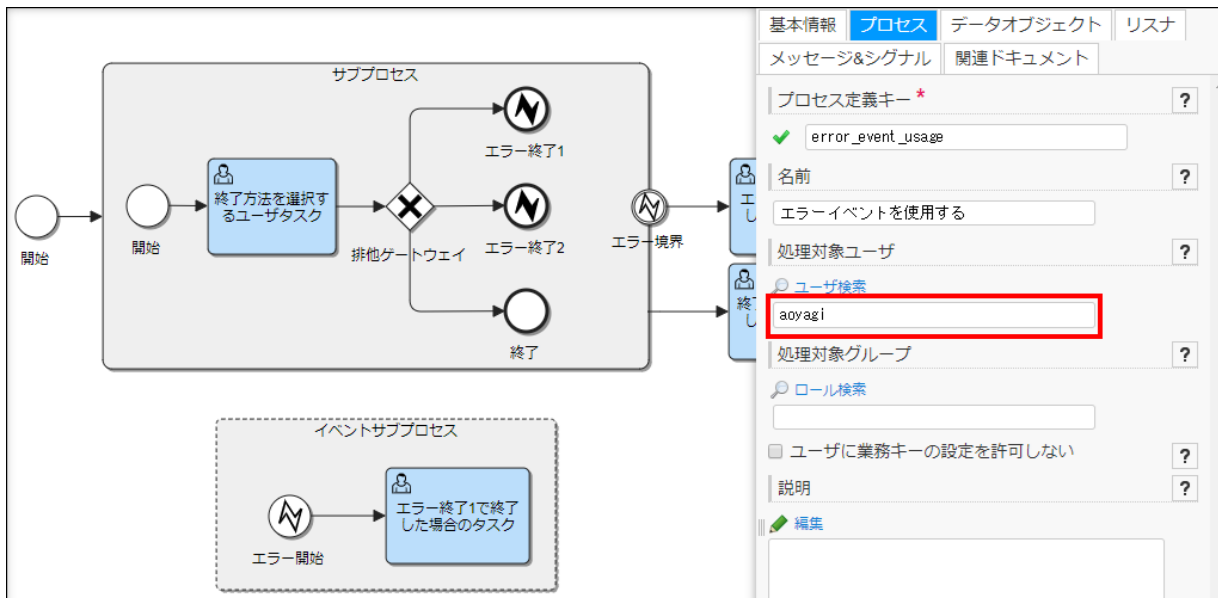 サブプロセス
エラー終了1
終了方法を選択す
るユーザタスク
開始
開始
排他ゲートウェイ
エラー終了2
エラー境界
終了
エ
し
終
し
イベントサブプロセス
エラー終了1で終了
した場合のタスク
エラー開始
基本情報 プロセス データオブジェクト リスナ
メッセージ&シグナル 関連ドキュメント
プロセス定義キー * ?
error_event_usage
名前 ?
エラーイベントを使用する
処理対象ユーザ ?
ユーザ検索
aoyagi
処理対象グループ ?
ロール検索
ユーザに業務キーの設定を許可しない ?
説明 ?
編集